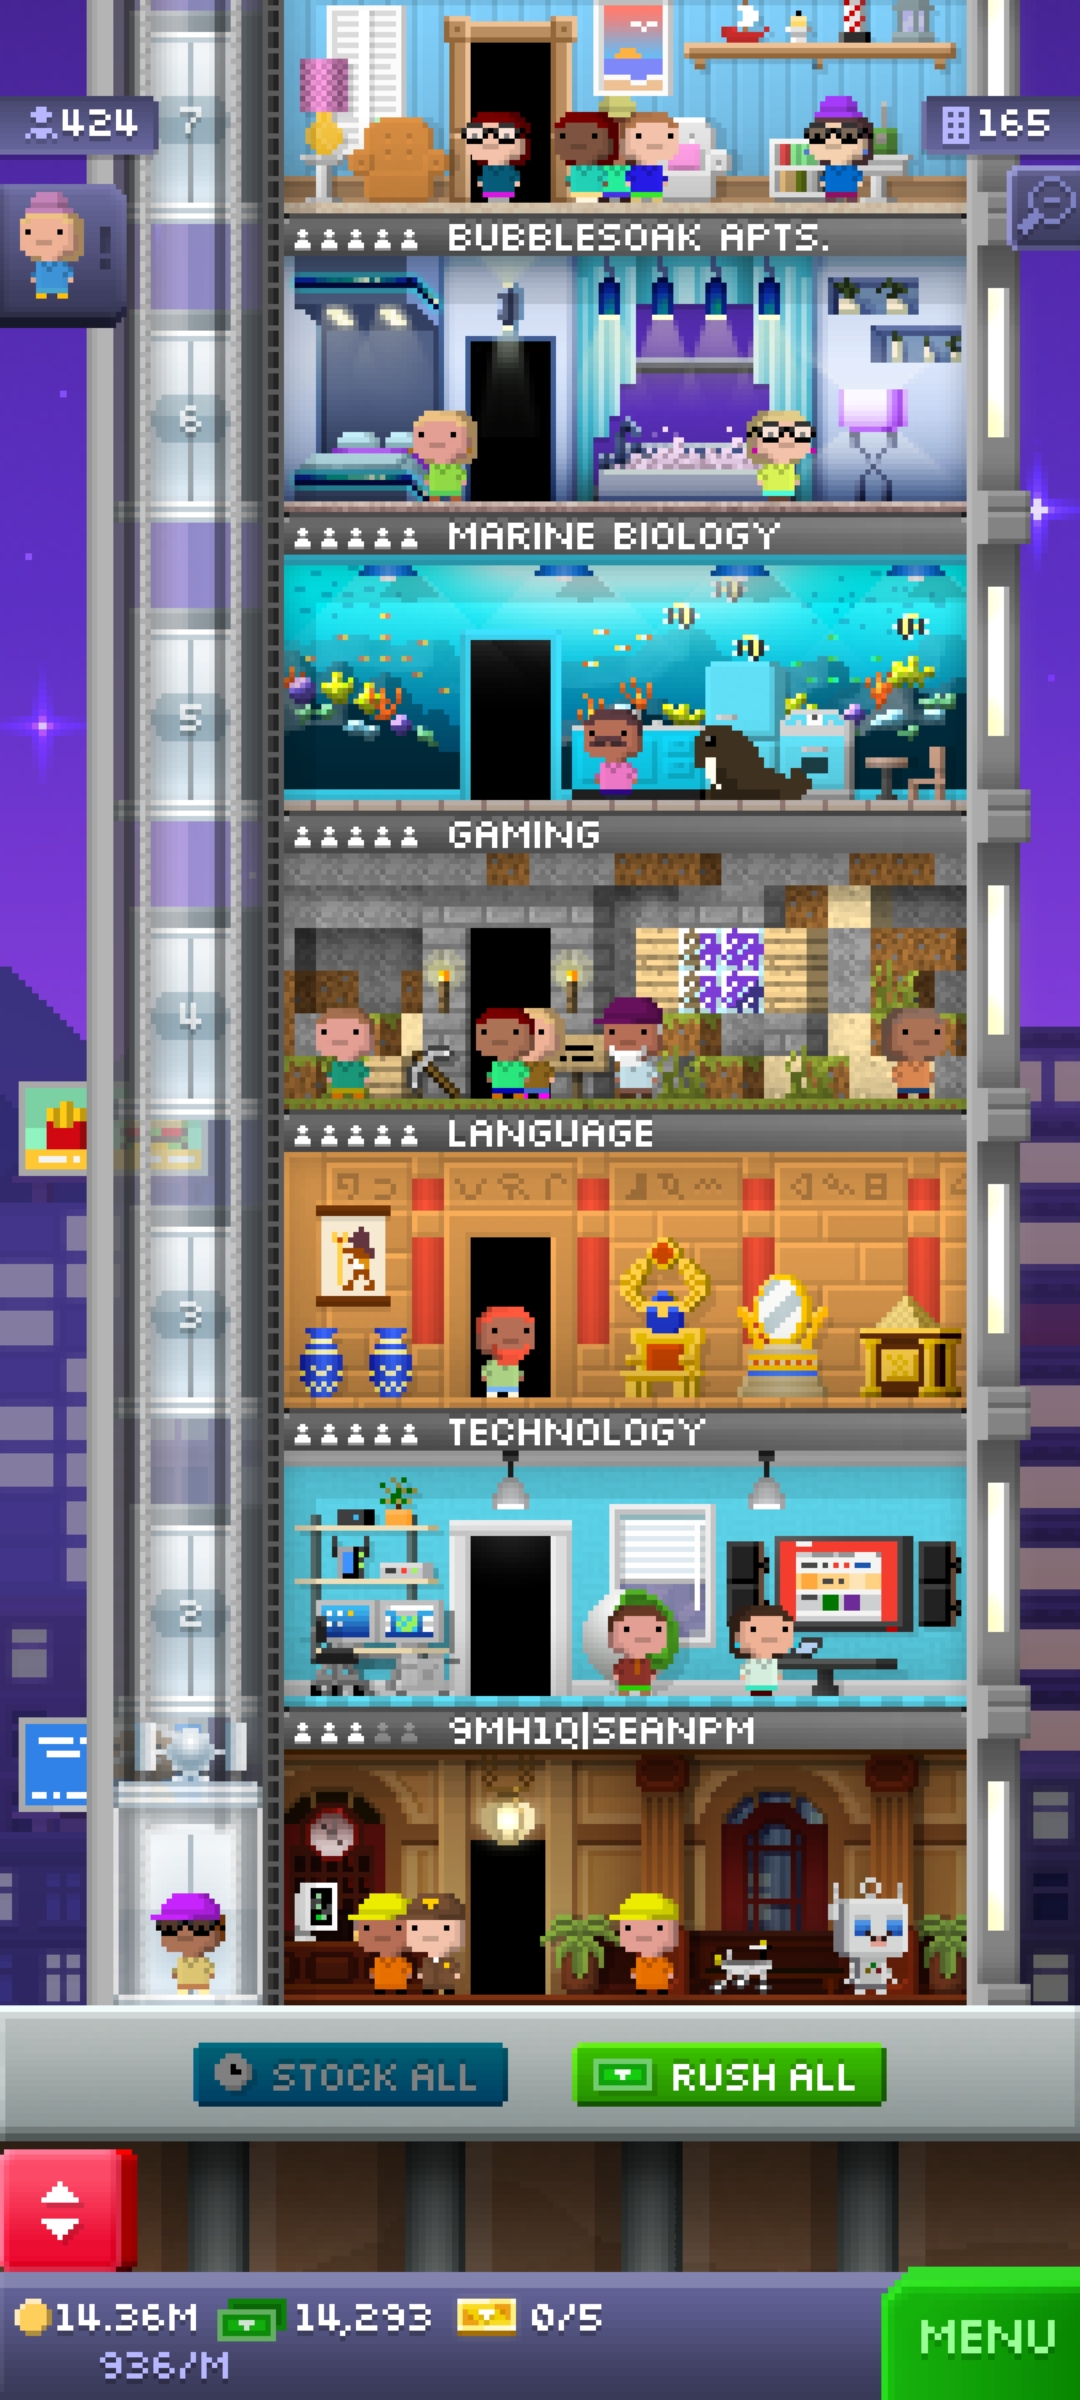 7
424
165
!
BUBBLESOAK APTS.
6
MARINE BIOLOGY
5
GAMING
4
LANGUAGE
3
TECHNOLOGY
2
9MH1Q|SEANPM
STOCK ALL
RUSH ALL
14.36M
14,293
0/5
936/M
MENU